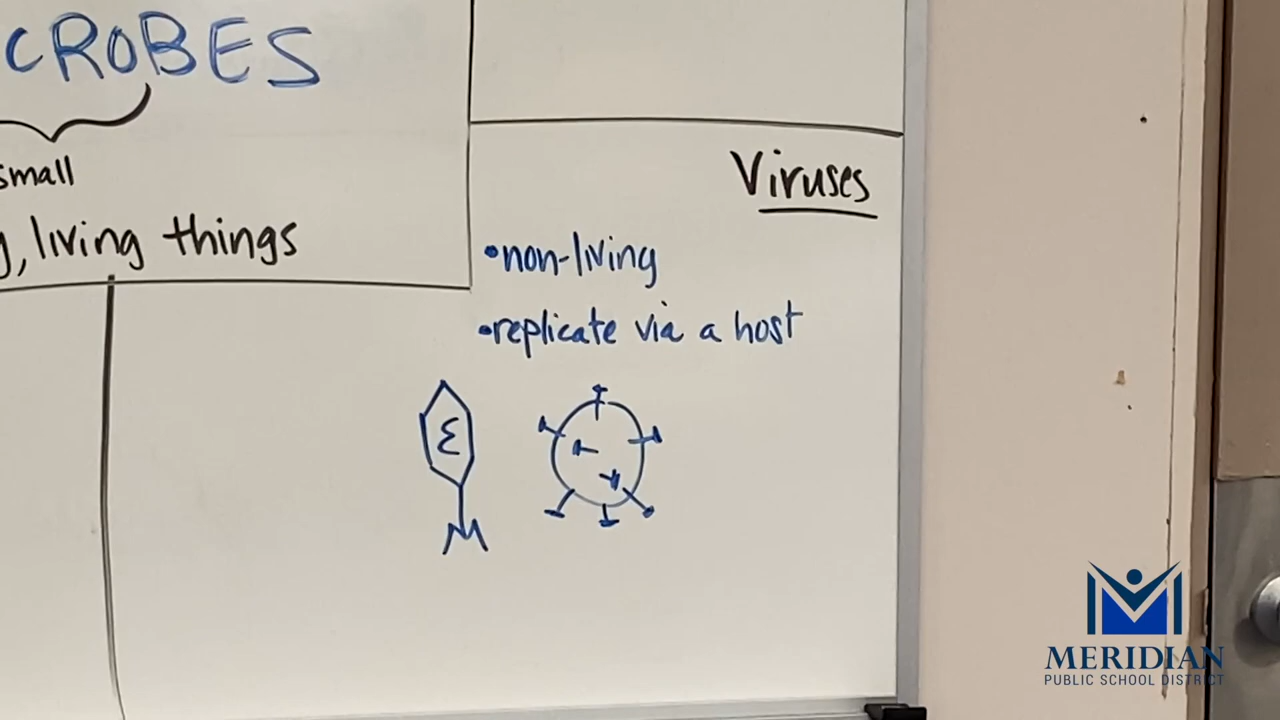 CROBES
small
, living things
Viruses
•non-living
•replicate via a host
MERIDIAN
PUBLIC SCHOOL DISTRICT